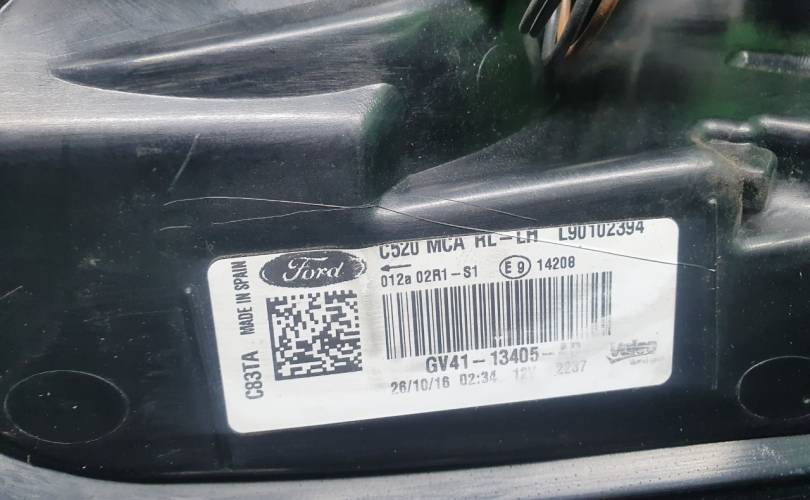 C520 MCA RL-LH L90102394
Ford
012a 02R1-S1 E9 14208
MADE IN SPAIN
C83TA
GV41-13405-
Valeo
26/10/16 02:34 12V 2237